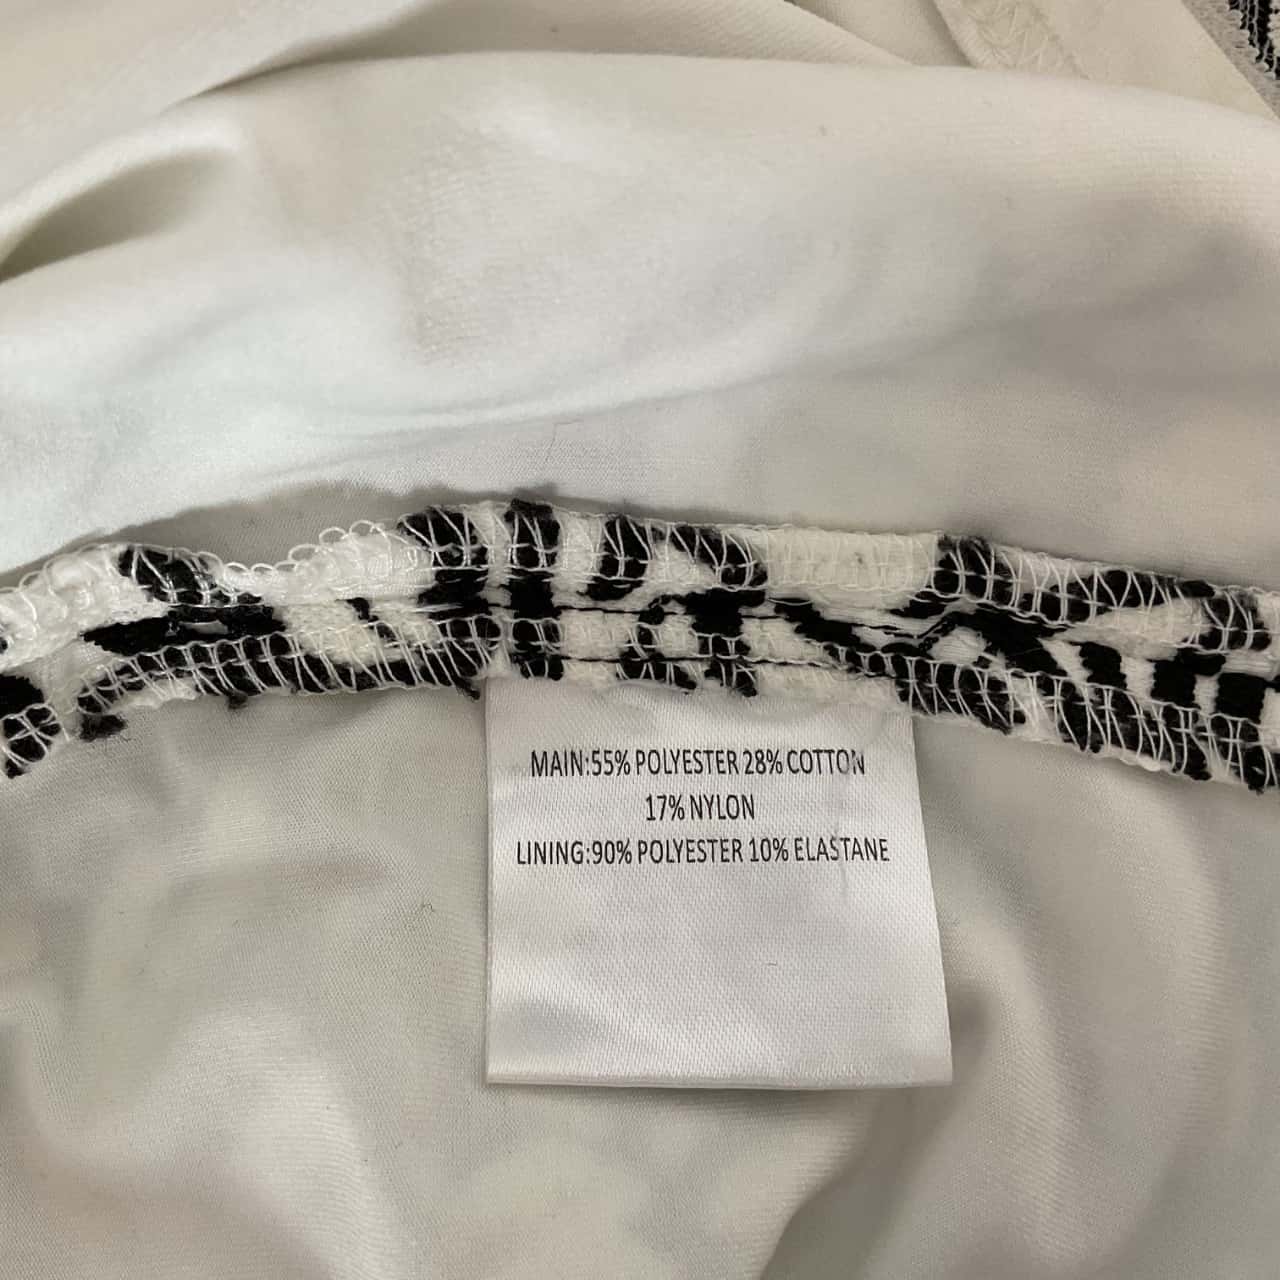 MAIN:55% POLYESTER 28% COTTON
17% NYLON
LINING:90% POLYESTER 10% ELASTANE